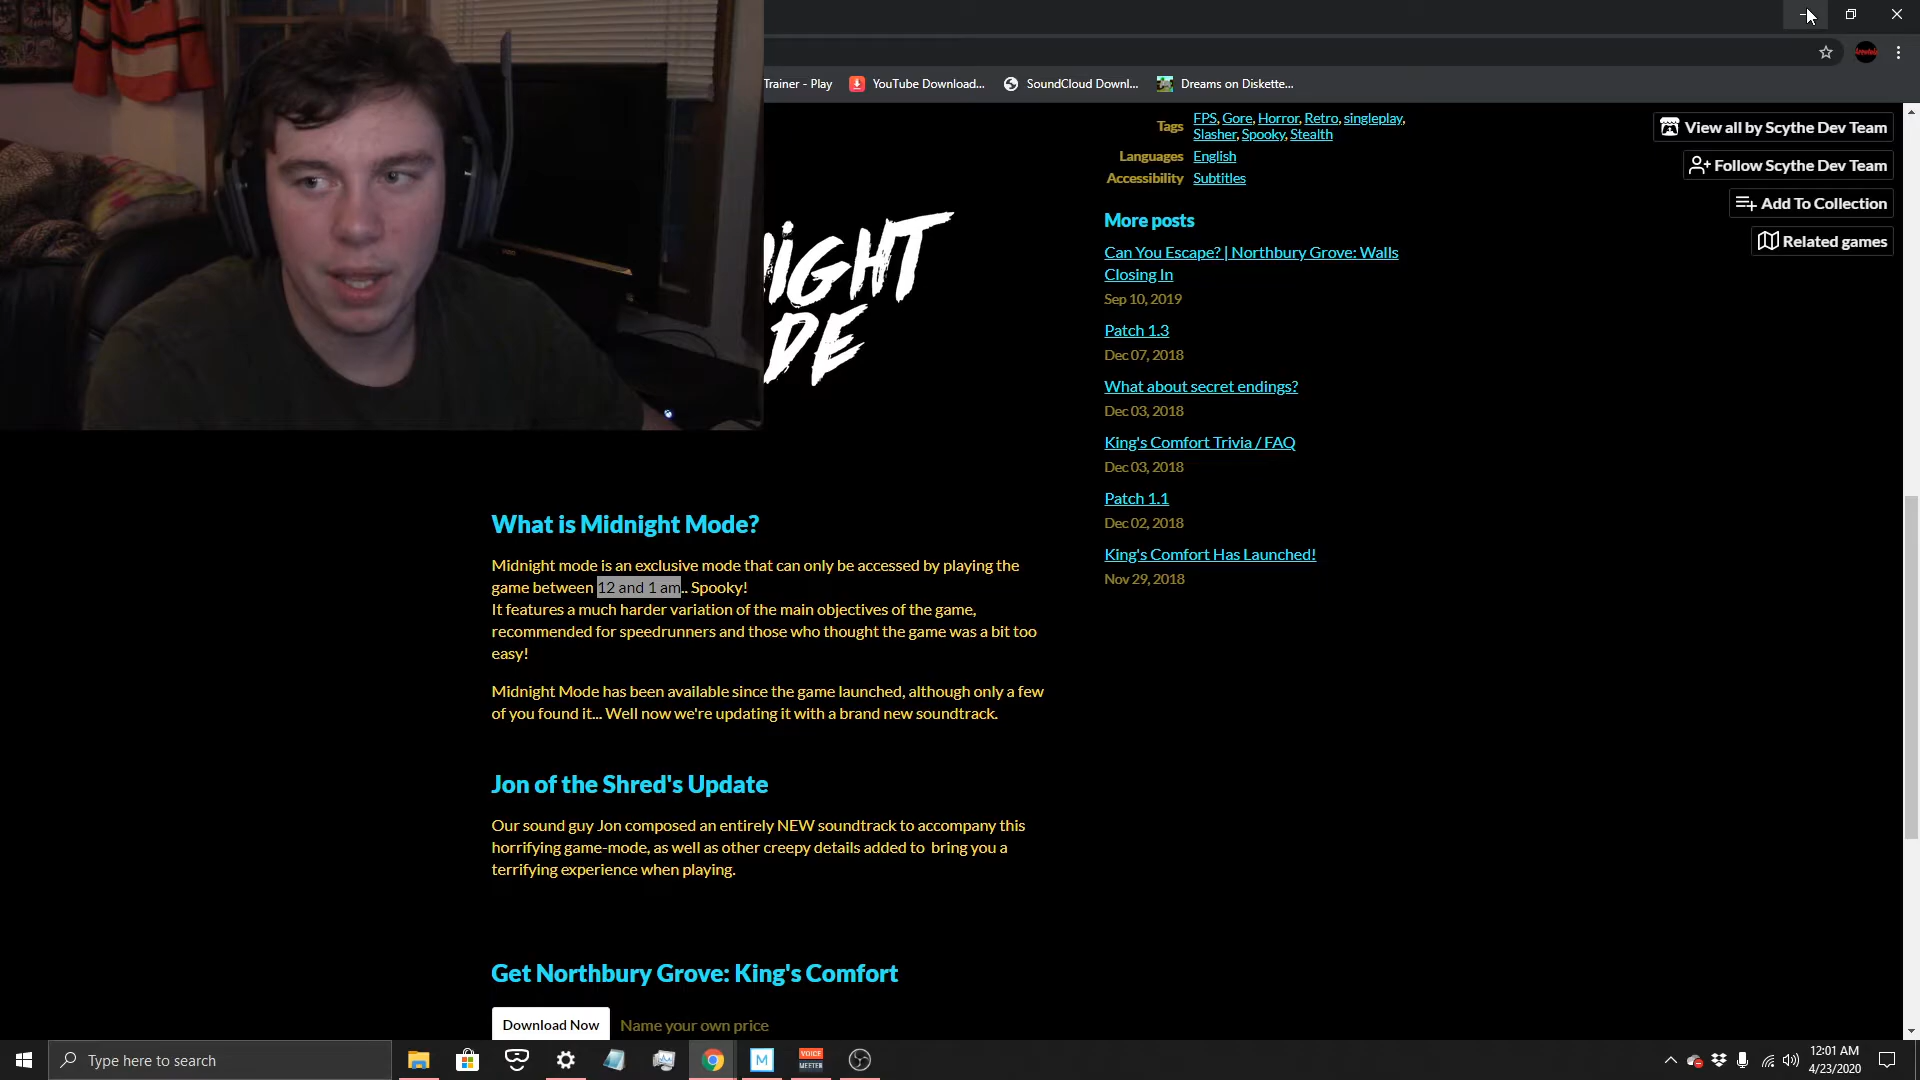 Trainer - Play
YouTube Download...
SoundCloud Downl...
Dreams on Diskette...
Tags
FPS, Gore, Horror, Retro, singleplay,
Slasher, Spooky, Stealth
Languages
English
Accessibility
Subtitles
View all by Scythe Dev Team
Follow Scythe Dev Team
Add To Collection
Related games
More posts
Can You Escape? | Northbury Grove: Walls
Closing In
Sep 10, 2019
Patch 1.3
Dec 07, 2018
What about secret endings?
Dec 03, 2018
King's Comfort Trivia / FAQ
Dec 03, 2018
Patch 1.1
Dec 02, 2018
King's Comfort Has Launched!
Nov 29, 2018
NIGHT
DE
What is Midnight Mode?
Midnight mode is an exclusive mode that can only be accessed by playing the
game between 12 and 1 am.. Spooky!
It features a much harder variation of the main objectives of the game,
recommended for speedrunners and those who thought the game was a bit too
easy!
Midnight Mode has been available since the game launched, although only a few
of you found it... Well now we're updating it with a brand new soundtrack.
Jon of the Shred's Update
Our sound guy Jon composed an entirely NEW soundtrack to accompany this
horrifying game-mode, as well as other creepy details added to  bring you a
terrifying experience when playing.
Get Northbury Grove: King's Comfort
Download Now
Name your own price
Type here to search
M
VOICE
MEETER
12:01 AM
4/23/2020